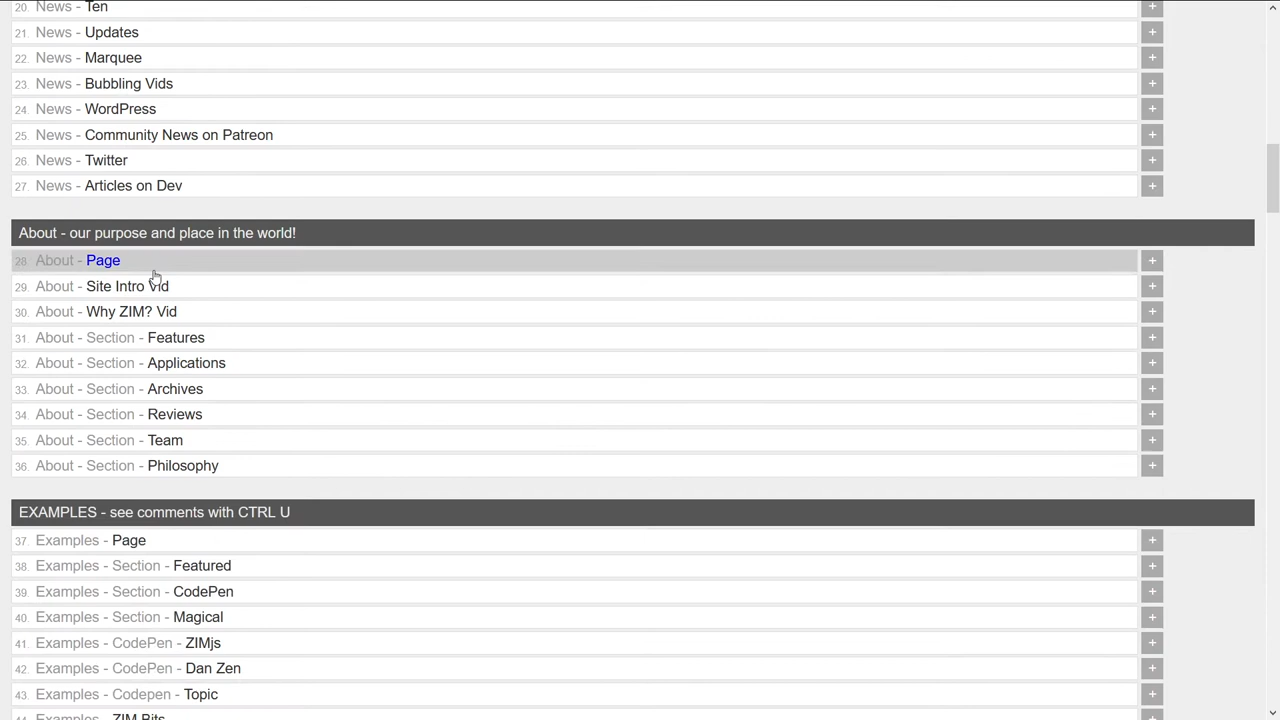 20. News - Ten
+
21. News - Updates
+
22. News - Marquee
+
23. News - Bubbling Vids
+
24. News - WordPress
+
25. News - Community News on Patreon
+
26. News - Twitter
+
27. News - Articles on Dev
+
About - our purpose and place in the world!
28. About - Page
+
29. About - Site Intro Vid
+
30. About - Why ZIM? Vid
+
31. About - Section - Features
+
32. About - Section - Applications
+
33. About - Section - Archives
+
34. About - Section - Reviews
+
35. About - Section - Team
+
36. About - Section - Philosophy
+
EXAMPLES - see comments with CTRL U
37. Examples - Page
+
38. Examples - Section - Featured
+
39. Examples - Section - CodePen
+
40. Examples - Section - Magical
+
41. Examples - CodePen - ZIMjs
+
42. Examples - CodePen - Dan Zen
+
43. Examples - Codepen - Topic
+
44. Examples - ZIM Bits
+